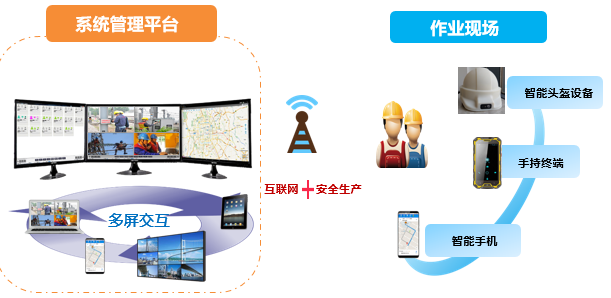 系统管理平台
作业现场
智能头盔设备
手持终端
互联网+安全生产
多屏交互
智能手机